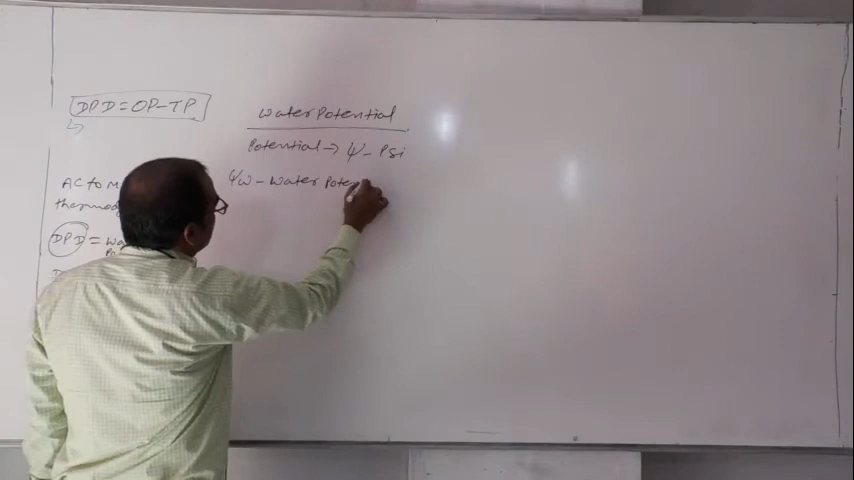 DPD = OP-TP
AC to M
thermod
DPD = Wa
Water Potential
Potential → ψ - PSi
ψw - Water Pote